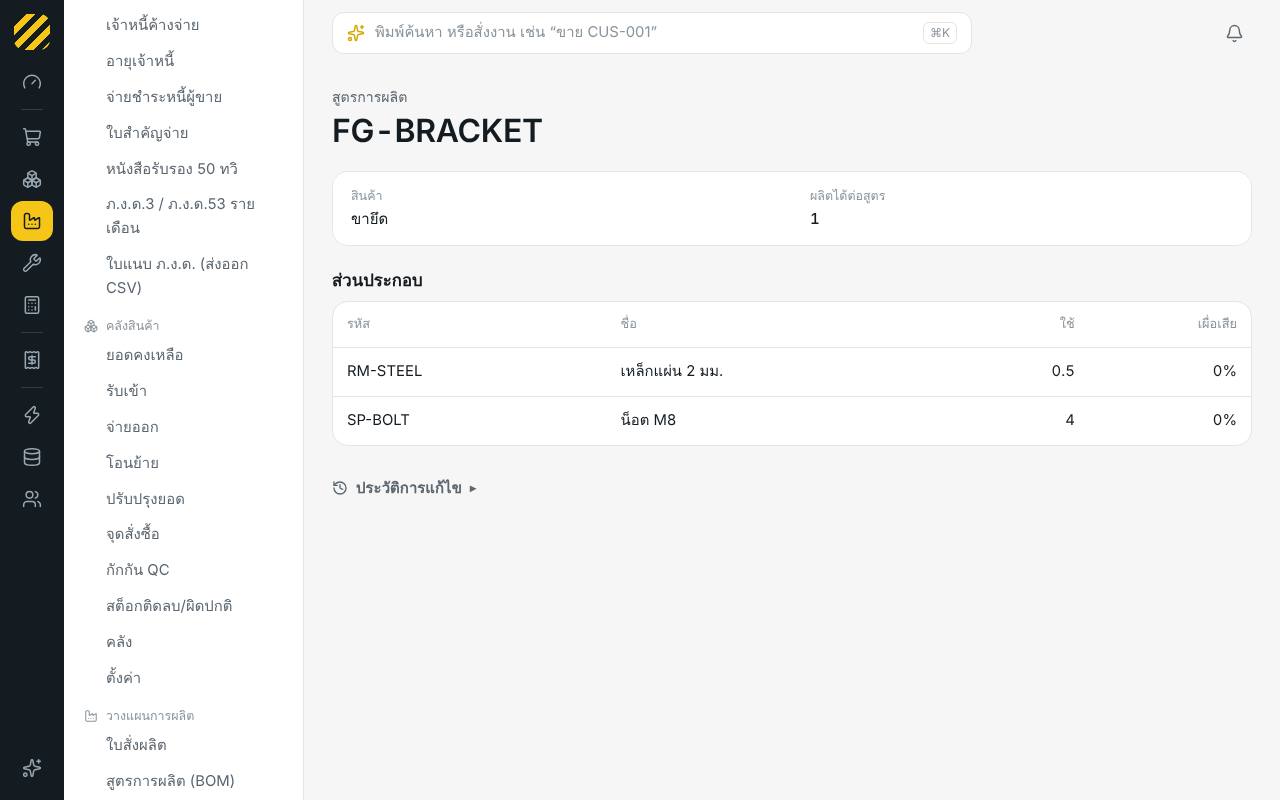 เจ้าหนี้ค้างจ่าย
อายุเจ้าหนี้
จ่ายชำระหนี้ผู้ขาย
ใบสำคัญจ่าย
หนังสือรับรอง 50 ทวิ
ภ.ง.ด.3 / ภ.ง.ด.53 ราย
เดือน
ใบแนบ ภ.ง.ด. (ส่งออก
CSV)
คลังสินค้า
ยอดคงเหลือ
รับเข้า
จ่ายออก
โอนย้าย
ปรับปรุงยอด
จุดสั่งซื้อ
กักกัน QC
สต็อกติดลบ/ผิดปกติ
คลัง
ตั้งค่า
วางแผนการผลิต
ใบสั่งผลิต
สูตรการผลิต (BOM)
พิมพ์ค้นหา หรือสั่งงาน เช่น “ขาย CUS-001” ⌘K
สูตรการผลิต
FG-BRACKET
สินค้า ผลิตได้ต่อสูตร
ขายึด 1
ส่วนประกอบ
รหัส ชื่อ ใช้ เผื่อเสีย
RM-STEEL เหล็กแผ่น 2 มม. 0.5 0%
SP-BOLT น็อต M8 4 0%
ประวัติการแก้ไข ▸